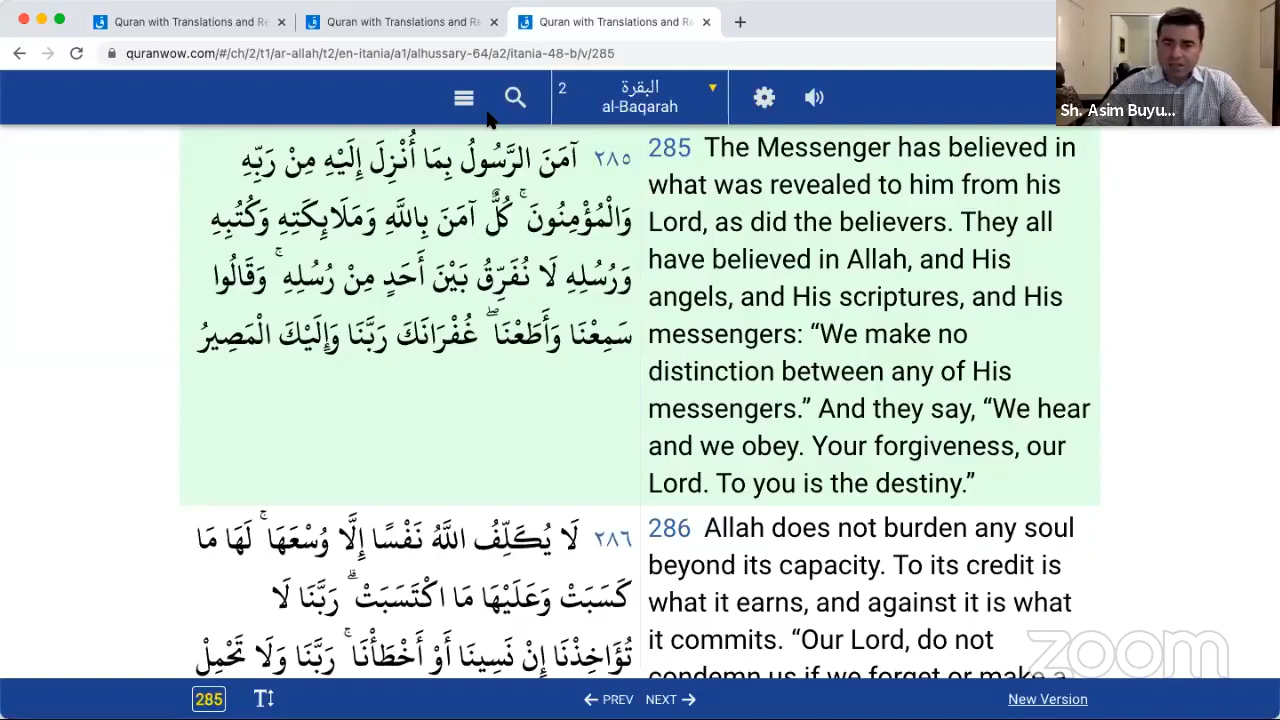 Quran with Translations and Re
Quran with Translations and Re
Quran with Translations and Re
quranwow.com/#/ch/2/t1/ar-allah/t2/en-itania/a1/alhussary-64/a2/itania-48-b/v/285
Sh. Asim Buyu...
2
البقرة
al-Baqarah
٢٨٥ آمَنَ الرَّسُولُ بِمَا أُنْزِلَ إِلَيْهِ مِنْ رَبِّهِ
وَالْمُؤْمِنُونَ ۚ كُلٌّ آمَنَ بِاللَّهِ وَمَلَائِكَتِهِ وَكُتُبِهِ
وَرُسُلِهِ لَا نُفَرِّقُ بَيْنَ أَحَدٍ مِنْ رُسُلِهِ ۚ وَقَالُوا
سَمِعْنَا وَأَطَعْنَا ۖ غُفْرَانَكَ رَبَّنَا وَإِلَيْكَ الْمَصِيرُ
285 The Messenger has believed in
what was revealed to him from his
Lord, as did the believers. They all
have believed in Allah, and His
angels, and His scriptures, and His
messengers: “We make no
distinction between any of His
messengers.” And they say, “We hear
and we obey. Your forgiveness, our
Lord. To you is the destiny.”
٢٨٦ لَا يُكَلِّفُ اللَّهُ نَفْسًا إِلَّا وُسْعَهَا ۚ لَهَا مَا
كَسَبَتْ وَعَلَيْهَا مَا اكْتَسَبَتْ ۗ رَبَّنَا لَا
تُؤَاخِذْنَا إِنْ نَسِينَا أَوْ أَخْطَأْنَا ۚ رَبَّنَا وَلَا تَحْمِلْ
286 Allah does not burden any soul
beyond its capacity. To its credit is
what it earns, and against it is what
it commits. “Our Lord, do not
condemn us if we forget or make a
zoom
285
T
PREV NEXT
New Version